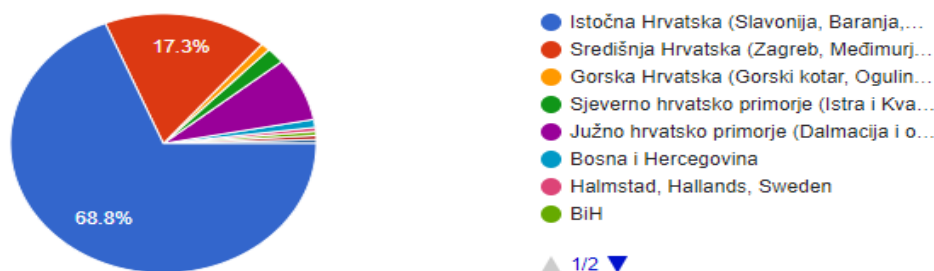 17.3%
68.8%
Istočna Hrvatska (Slavonija, Baranja,...
Središnja Hrvatska (Zagreb, Međimurj...
Gorska Hrvatska (Gorski kotar, Ogulin...
Sjeverno hrvatsko primorje (Istra i Kva...
Južno hrvatsko primorje (Dalmacija i o...
Bosna i Hercegovina
Halmstad, Hallands, Sweden
BiH
1/2